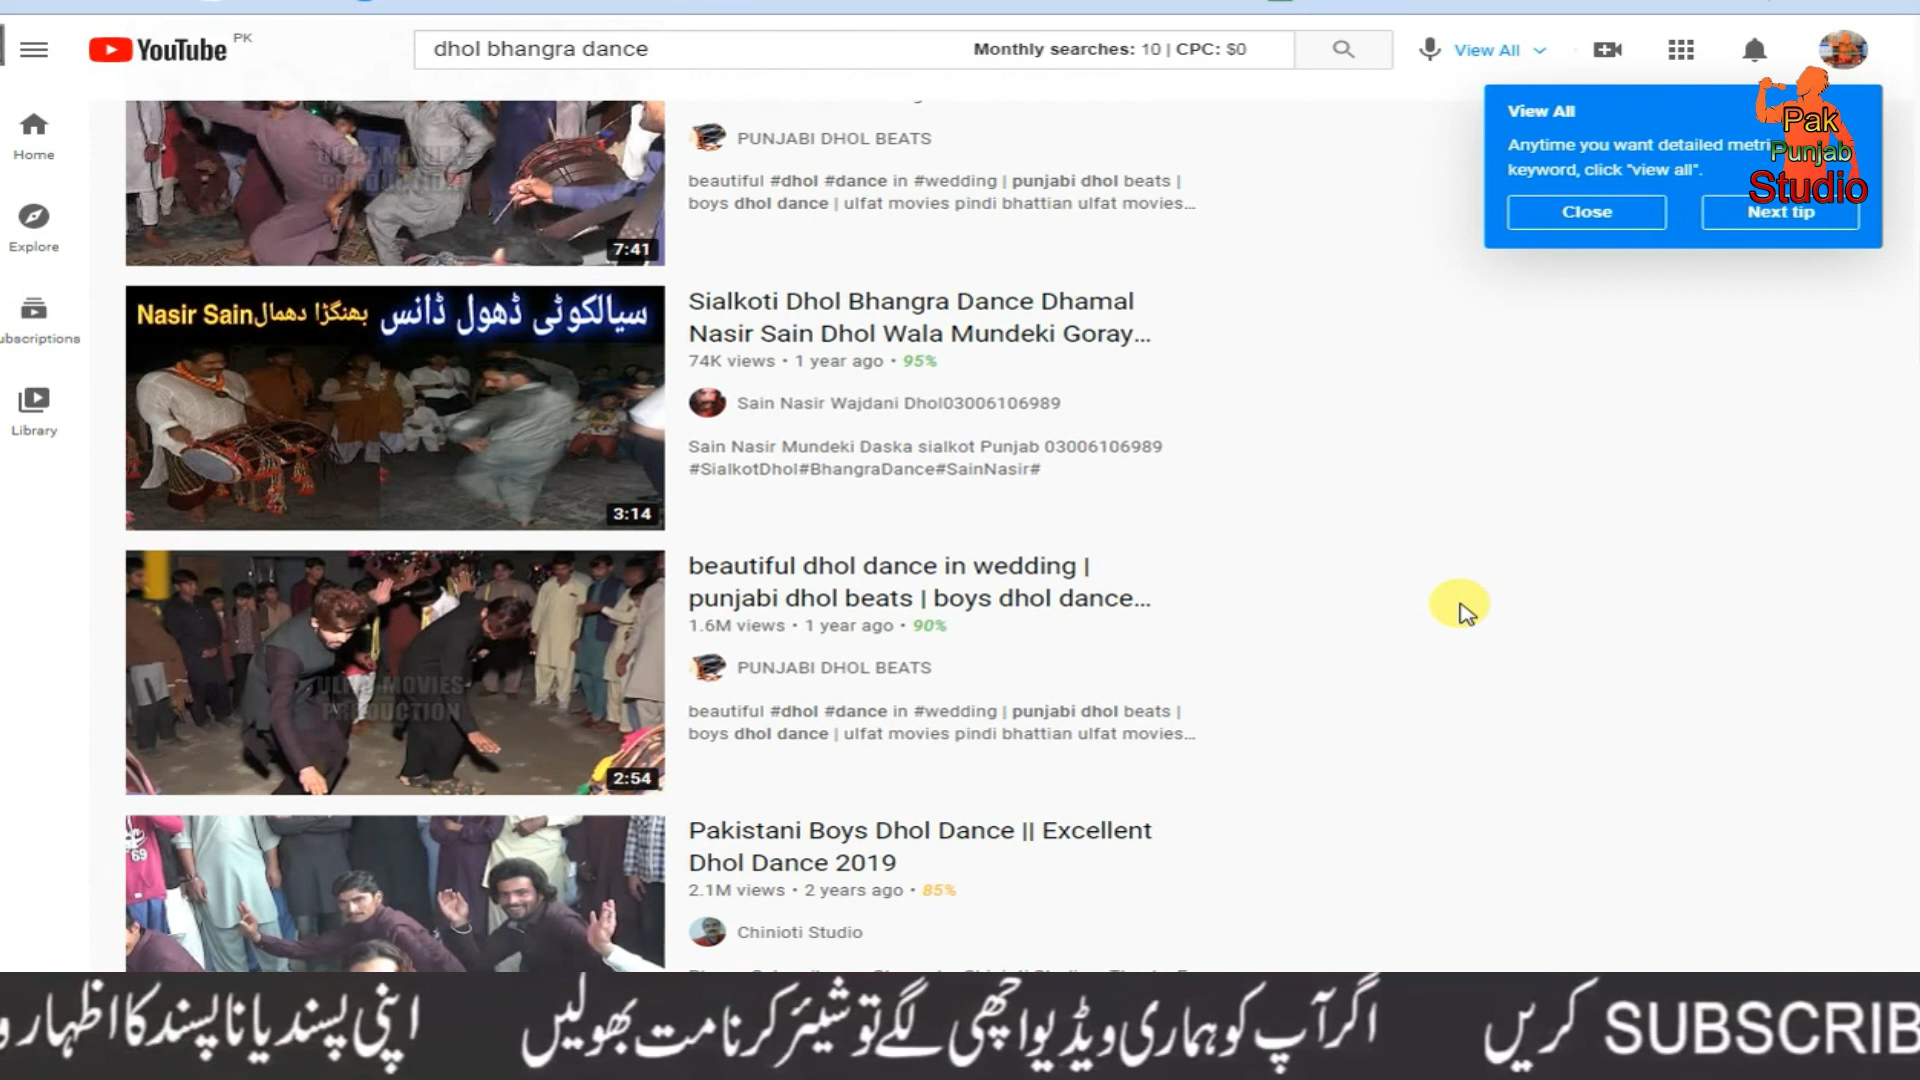 YouTube PK
dhol bhangra dance
Monthly searches: 10 | CPC: $0
View All
Home
Explore
ubscriptions
Library
View All
Anytime you want detailed metri
keyword, click "view all".
Close
Next tip
Pak
Punjab
Studio
PUNJABI DHOL BEATS
beautiful #dhol #dance in #wedding | punjabi dhol beats |
boys dhol dance | ulfat movies pindi bhattian ulfat movies...
7:41
Nasir Sain بھنگڑا دھمال سیالکوٹی ڈھول ڈانس
3:14
Sialkoti Dhol Bhangra Dance Dhamal
Nasir Sain Dhol Wala Mundeki Goray...
74K views • 1 year ago • 95%
Sain Nasir Wajdani Dhol03006106989
Sain Nasir Mundeki Daska sialkot Punjab 03006106989
#SialkotDhol#BhangraDance#SainNasir#
ULFAT MOVIES
PRODUCTION
2:54
beautiful dhol dance in wedding |
punjabi dhol beats | boys dhol dance...
1.6M views • 1 year ago • 90%
PUNJABI DHOL BEATS
beautiful #dhol #dance in #wedding | punjabi dhol beats |
boys dhol dance | ulfat movies pindi bhattian ulfat movies...
69
Pakistani Boys Dhol Dance || Excellent
Dhol Dance 2019
2.1M views • 2 years ago • 85%
Chinioti Studio
SUBSCRIB کریں اگر آپ کو ہماری ویڈیو اچھی لگے تو شیئر کرنا مت بھولیں اپنی پسند یا نا پسند کا اظہار